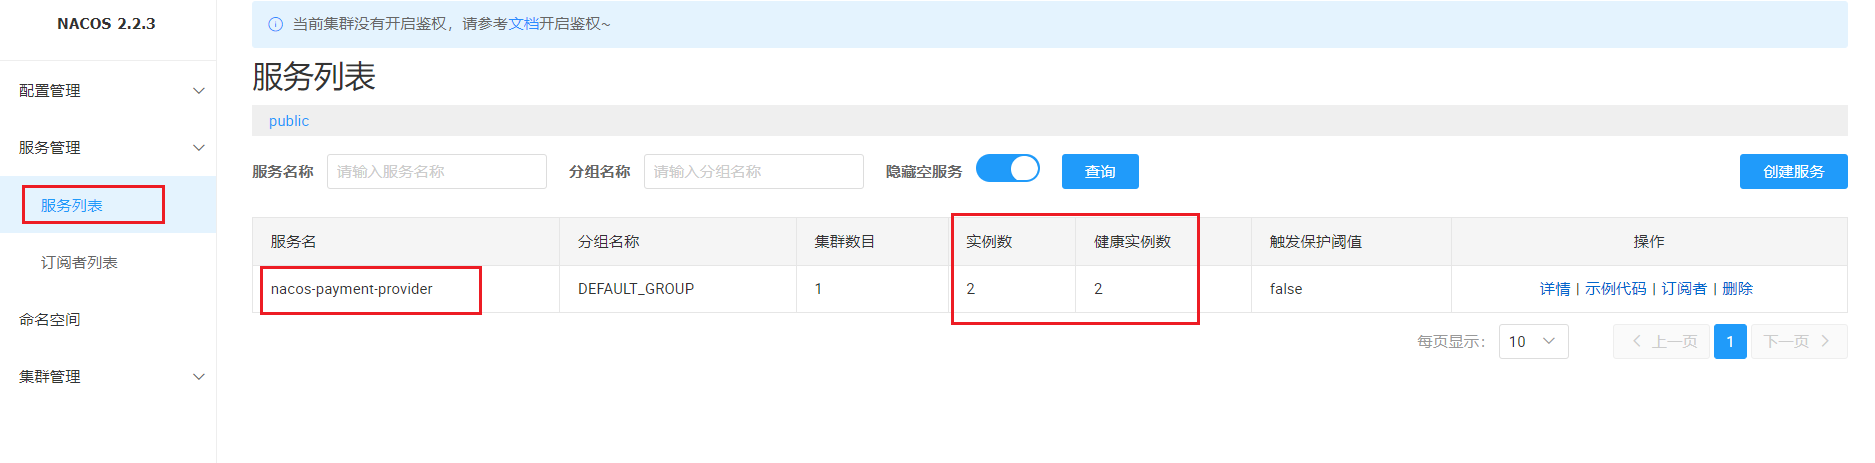 NACOS 2.2.3
当前集群没有开启鉴权，请参考文档开启鉴权~
配置管理
服务管理
服务列表
订阅者列表
命名空间
集群管理
服务列表
public
服务名称 请输入服务名称 分组名称 请输入分组名称 隐藏空服务 查询 创建服务
服务名 分组名称 集群数目 实例数 健康实例数 触发保护阈值 操作
nacos-payment-provider DEFAULT_GROUP 1 2 2 false 详情 | 示例代码 | 订阅者 | 删除
每页显示： 10 上一页 1 下一页